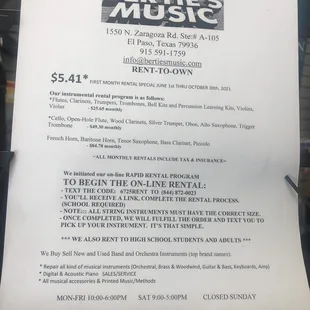 BERTIE'S
MUSIC
1550 N. Zaragoza Rd. Ste:# A-105
El Paso, Texas 79936
915 591-1759
info@bertiesmusic.com
RENT-TO-OWN
$5.41* FIRST MONTH RENTAL SPECIAL JUNE 1ST THRU OCTOBER 30th, 2021.
Our instrumental rental program is as follows:
*Flutes, Clarinets, Trumpets, Trombones, Bell Kits and Percussion Learning Kits, Violins,
Violas - $25.65 monthly
*Cello, Open-Hole Flute, Wood Clarinets, Silver Trumpet, Oboe, Alto Saxophone, Trigger
Trombone - $49.30 monthly
French Horn, Baritone Horn, Tenor Saxophone, Bass Clarinet, Piccolo
- $84.70 monthly
*ALL MONTHLY RENTALS INCLUDE TAX & INSURANCE*
We initiated our on-line RAPID RENTAL PROGRAM
TO BEGIN THE ON-LINE RENTAL:
- TEXT THE CODE: 6725RENT TO (844) 872-0023
- YOU'LL RECEIVE A LINK, COMPLETE THE RENTAL PROCESS.
(SCHOOL REQUIRED)
- NOTE::: ALL STRING INSTRUMENTS MUST HAVE THE CORRECT SIZE.
- ONCE COMPLETED, WE WILL FULFILL THE ORDER AND TEXT YOU TO
PICK UP YOUR INSTRUMENT. IT'S THAT SIMPLE.
*** WE ALSO RENT TO HIGH SCHOOL STUDENTS AND ADULTS ***
We Buy Sell New and Used Band and Orchestra Instruments (top brand names).
* Repair all kind of musical instruments (Orchestral, Brass & Woodwind, Guitar & Bass, Keyboards, Amp)
* Digital & Acoustic Piano SALES/SERVICE
* All musical accessories & Printed Music/Methods
MON-FRI 10:00-6:00PM SAT 9:00-5:00PM CLOSED SUNDAY